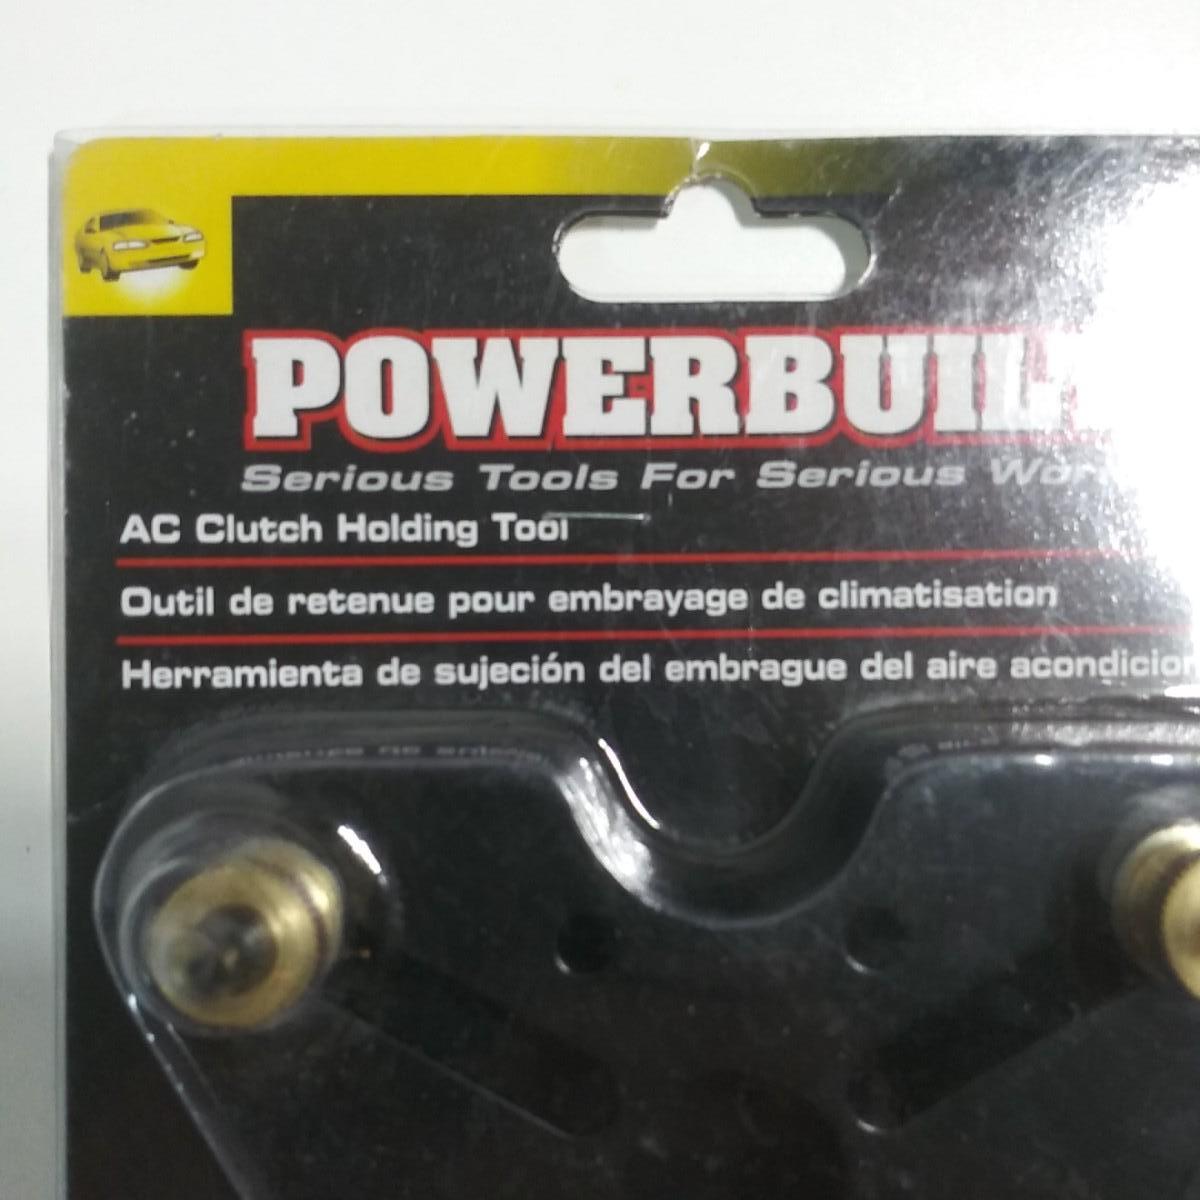 POWERBUILT
Serious Tools For Serious Wor
AC Clutch Holding Tool
Outil de retenue pour embrayage de climatisation
Herramienta de sujeción del embrague del aire acondicion